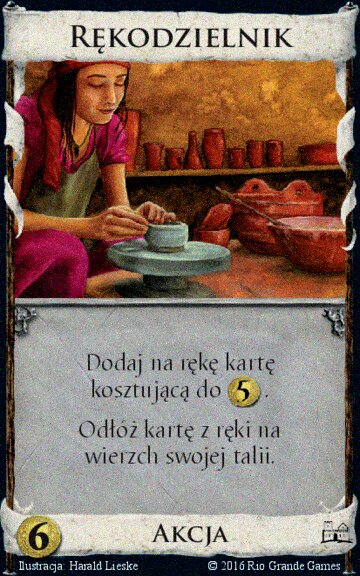 Rękodzielnik
Dodaj na rękę kartę
kosztującą do 5.
Odłóż kartę z ręki na
wierzch swojej talii.
6
Akcja
Ilustracja: Harald Lieske © 2016 Rio Grande Games